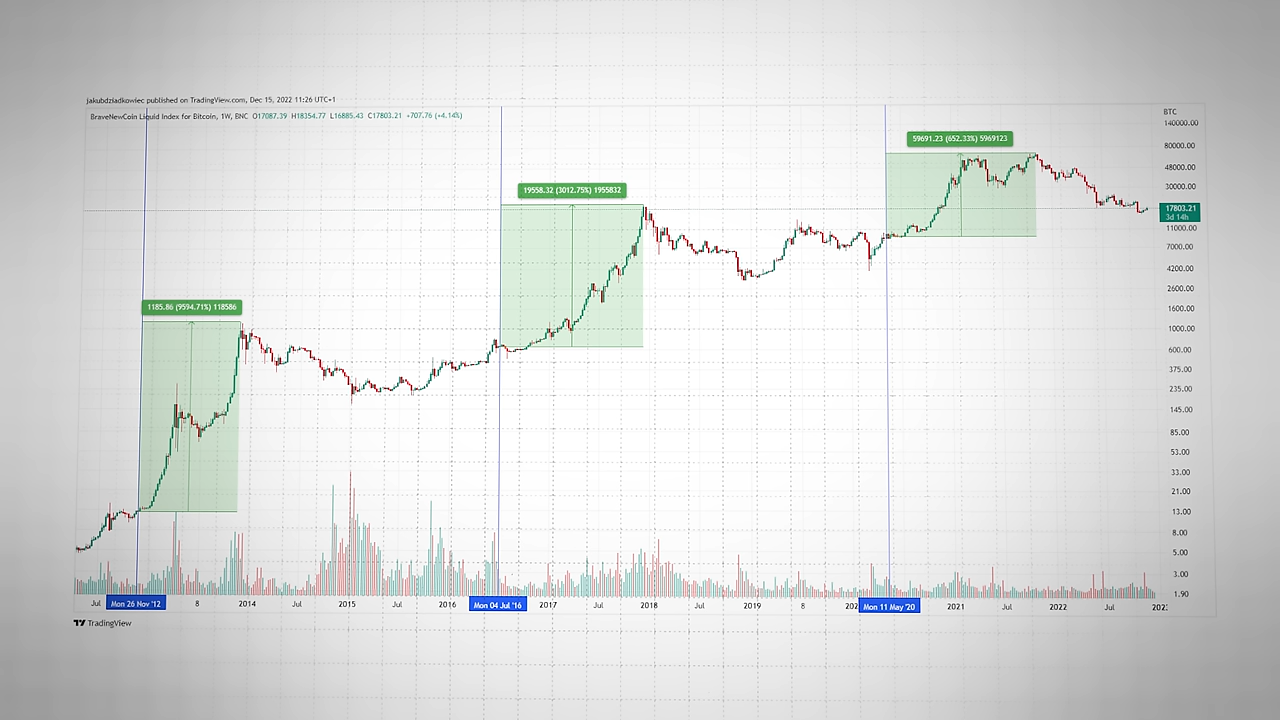 jakubdziadkowiec published on TradingView.com, Dec 15, 2022 11:26 UTC+1
BraveNewCoin Liquid Index for Bitcoin, 1W, BNC O17087.39 H18354.77 L16885.43 C17803.21 +707.76 (+4.14%)
BTC
140000.00
59691.23 (652.33%) 5969123
80000.00
48000.00
19558.32 (3012.75%) 1955832
30000.00
17803.21
3d 14h
11000.00
7000.00
4200.00
2600.00
1185.86 (9594.71%) 118586
1600.00
1000.00
600.00
375.00
235.00
145.00
85.00
53.00
33.00
21.00
13.00
8.00
5.00
3.00
1.90
Jul Mon 26 Nov '12 8 2014 Jul 2015 Jul 2016 Mon 04 Jul '16 2017 Jul 2018 Jul 2019 8 Mon 11 May '20 2021 Jul 2022 Jul
TradingView